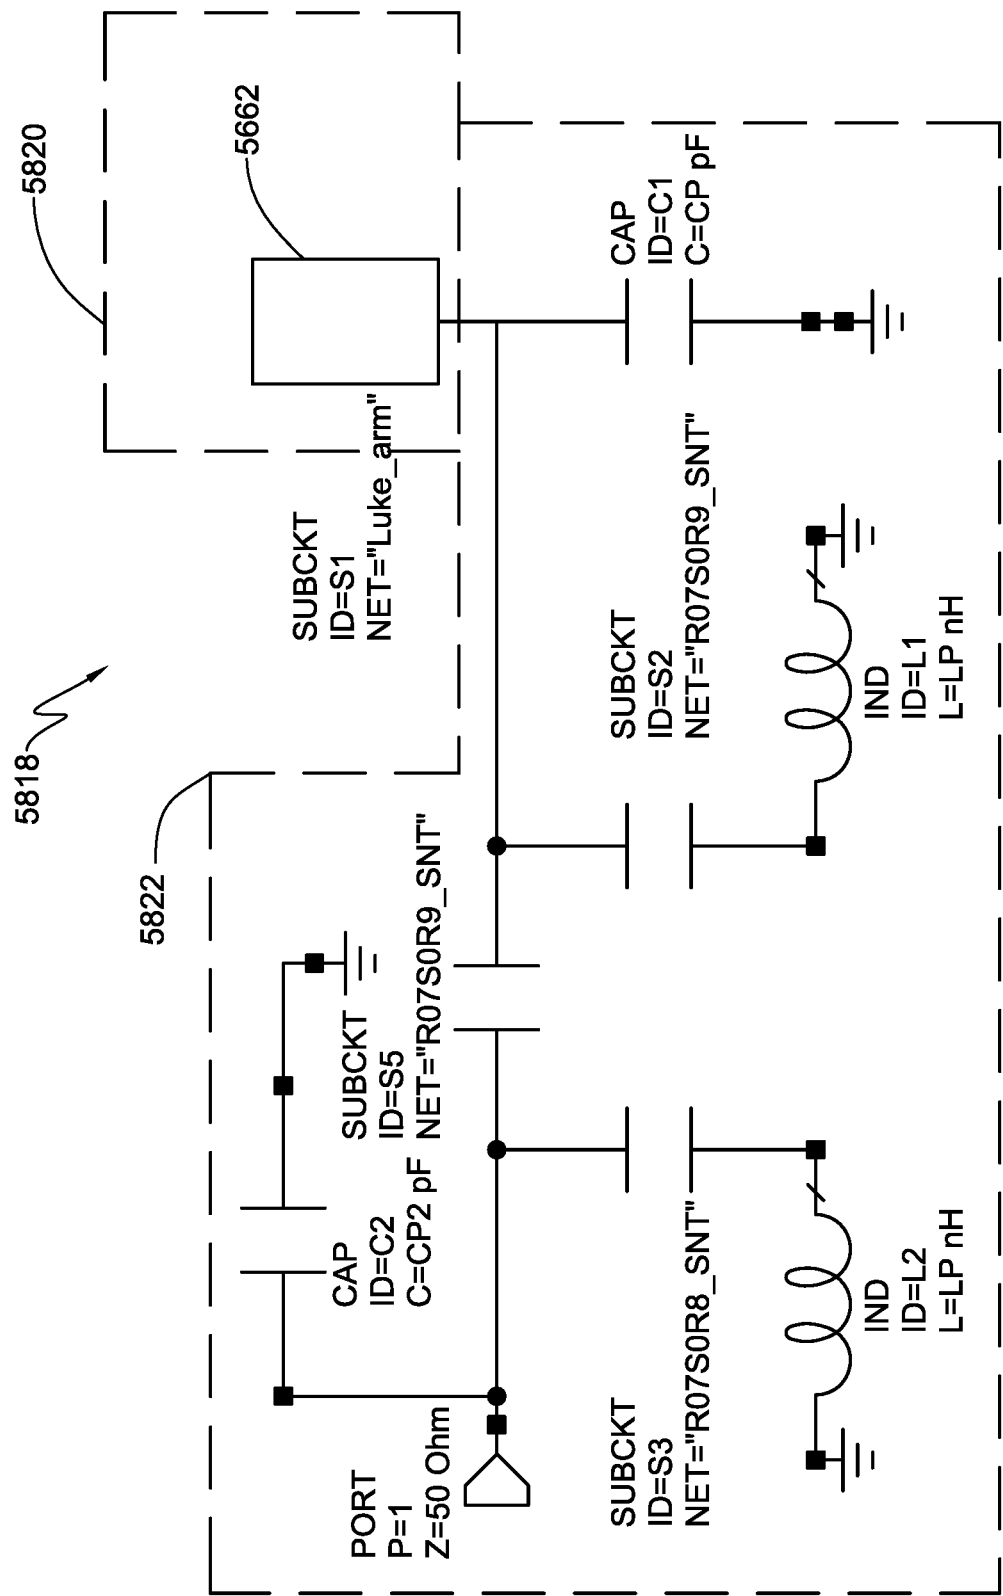 5818
5820
5662
5822
SUBCKT
ID=S1
NET="Luke_arm"
CAP
ID=C2
C=CP2 pF
SUBCKT
ID=S5
NET="R07S0R9_SNT"
PORT
P=1
Z=50 Ohm
SUBCKT
ID=S3
NET="R07S0R8_SNT"
SUBCKT
ID=S2
NET="R07S0R9_SNT"
CAP
ID=C1
C=CP pF
IND
ID=L2
L=LP nH
IND
ID=L1
L=LP nH